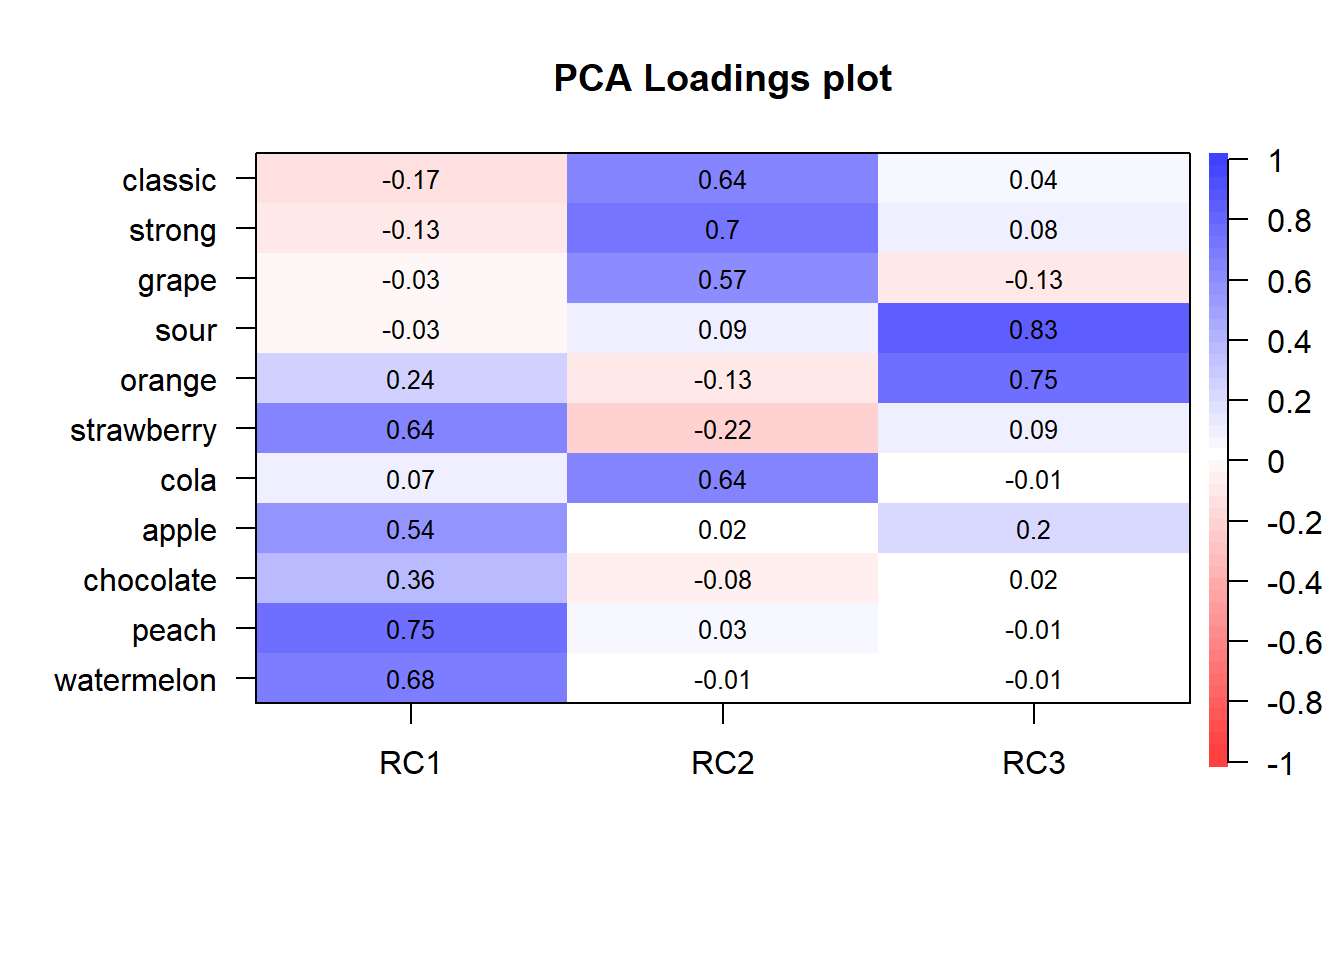 PCA Loadings plot
classic -0.17 0.64 0.04 1
strong -0.13 0.7 0.08 0.8
grape -0.03 0.57 -0.13 0.6
sour -0.03 0.09 0.83 0.4
orange 0.24 -0.13 0.75 0.2
strawberry 0.64 -0.22 0.09
cola 0.07 0.64 -0.01 0
apple 0.54 0.02 0.2 -0.2
chocolate 0.36 -0.08 0.02 -0.4
peach 0.75 0.03 -0.01 -0.6
watermelon 0.68 -0.01 -0.01 -0.8
RC1 RC2 RC3 -1